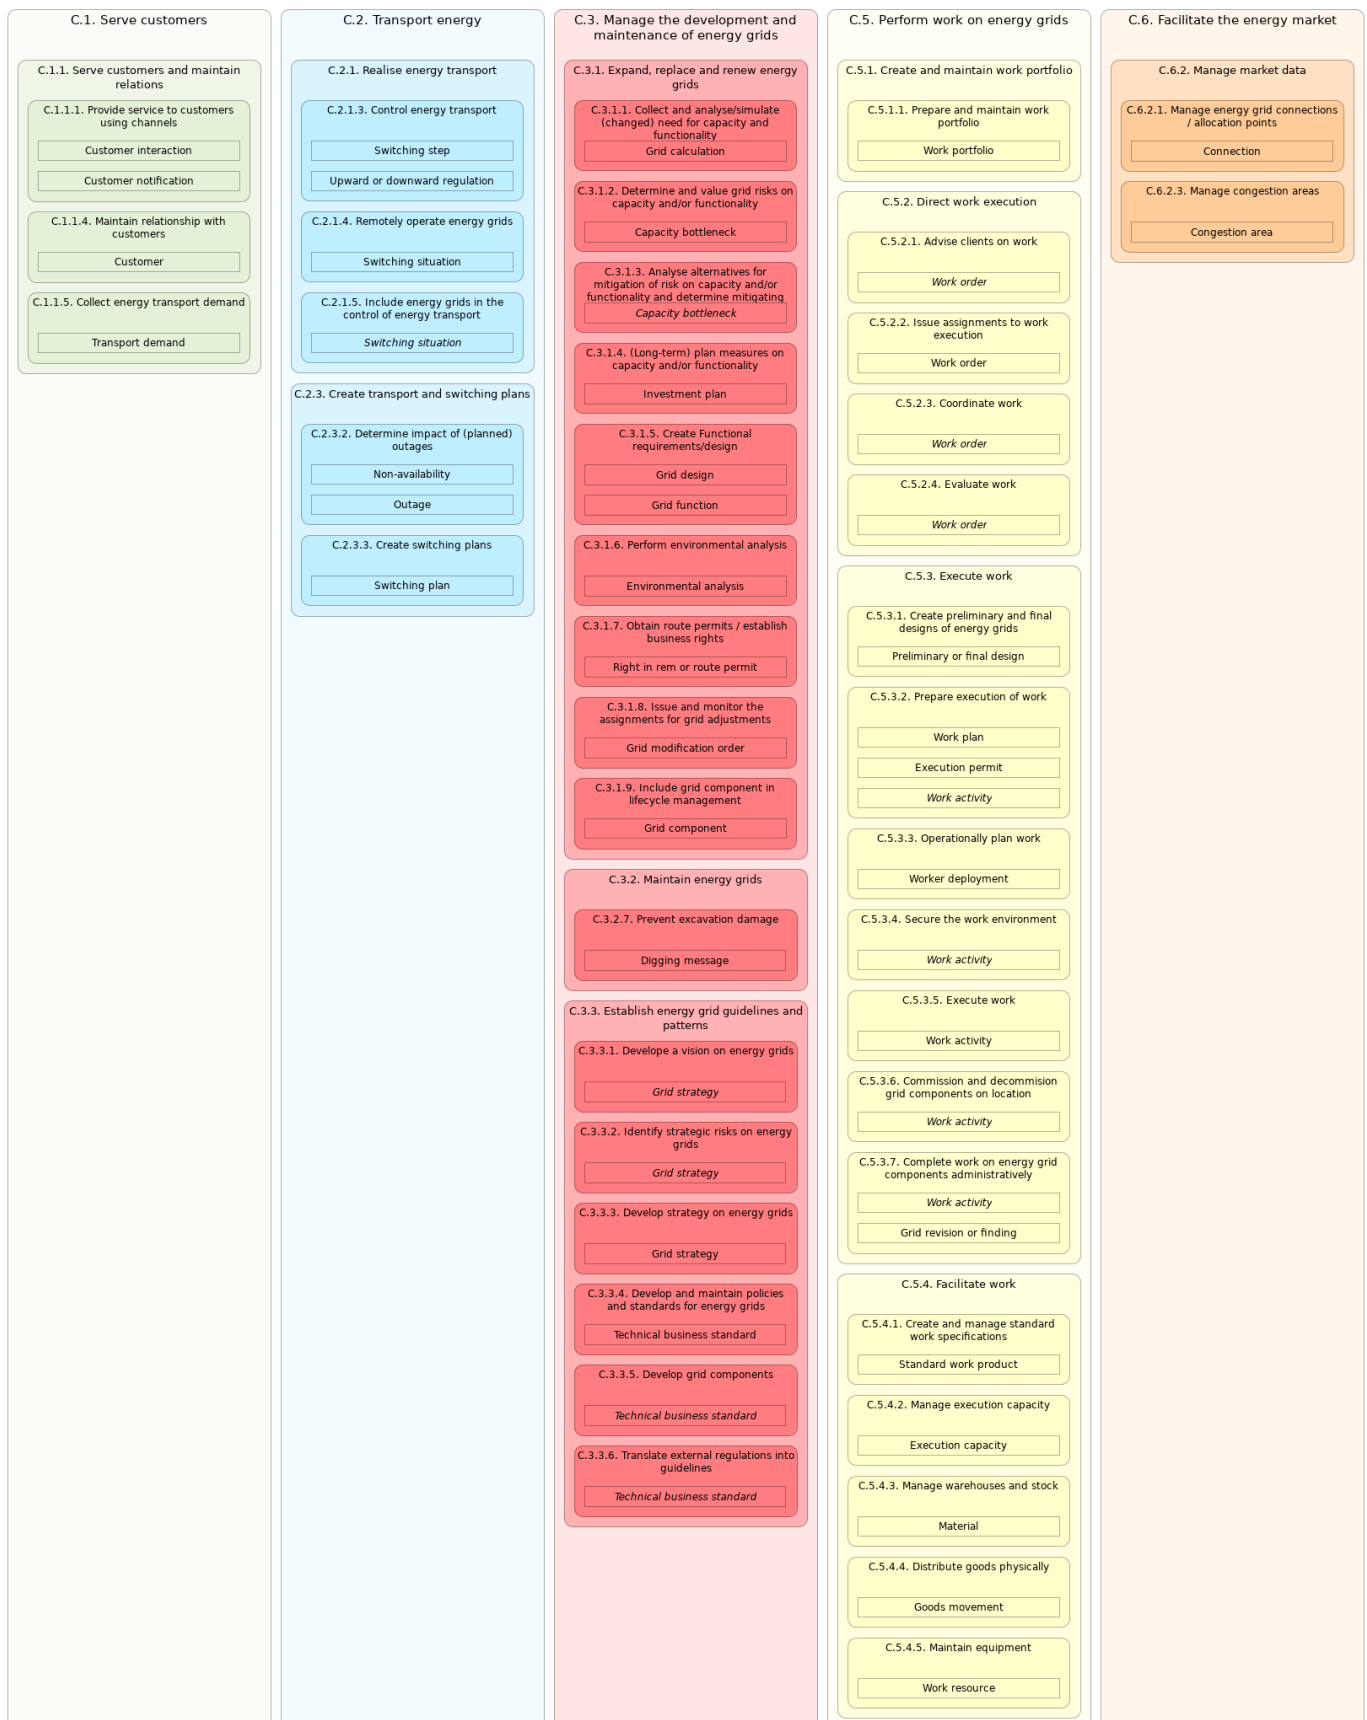 C.1. Serve customers
C.1.1. Serve customers and maintain
relations
C.1.1.1. Provide service to customers
using channels
Customer interaction
Customer notification
C.1.1.4. Maintain relationship with
customers
Customer
C.1.1.5. Collect energy transport demand
Transport demand
C.2. Transport energy
C.2.1. Realise energy transport
C.2.1.3. Control energy transport
Switching step
Upward or downward regulation
C.2.1.4. Remotely operate energy grids
Switching situation
C.2.1.5. Include energy grids in the
control of energy transport
Switching situation
C.2.3. Create transport and switching plans
C.2.3.2. Determine impact of (planned)
outages
Non-availability
Outage
C.2.3.3. Create switching plans
Switching plan
C.3. Manage the development and
maintenance of energy grids
C.3.1. Expand, replace and renew energy
grids
C.3.1.1. Collect and analyse/simulate
(changed) need for capacity and
functionality
Grid calculation
C.3.1.2. Determine and value grid risks on
capacity and/or functionality
Capacity bottleneck
C.3.1.3. Analyse alternatives for
mitigation of risk on capacity and/or
functionality and determine mitigating
Capacity bottleneck
C.3.1.4. (Long-term) plan measures on
capacity and/or functionality
Investment plan
C.3.1.5. Create Functional
requirements/design
Grid design
Grid function
C.3.1.6. Perform environmental analysis
Environmental analysis
C.3.1.7. Obtain route permits / establish
business rights
Right in rem or route permit
C.3.1.8. Issue and monitor the
assignments for grid adjustments
Grid modification order
C.3.1.9. Include grid component in
lifecycle management
Grid component
C.3.2. Maintain energy grids
C.3.2.7. Prevent excavation damage
Digging message
C.3.3. Establish energy grid guidelines and
patterns
C.3.3.1. Develope a vision on energy grids
Grid strategy
C.3.3.2. Identify strategic risks on energy
grids
Grid strategy
C.3.3.3. Develop strategy on energy grids
Grid strategy
C.3.3.4. Develop and maintain policies
and standards for energy grids
Technical business standard
C.3.3.5. Develop grid components
Technical business standard
C.3.3.6. Translate external regulations into
guidelines
Technical business standard
C.5. Perform work on energy grids
C.5.1. Create and maintain work portfolio
C.5.1.1. Prepare and maintain work
portfolio
Work portfolio
C.5.2. Direct work execution
C.5.2.1. Advise clients on work
Work order
C.5.2.2. Issue assignments to work
execution
Work order
C.5.2.3. Coordinate work
Work order
C.5.2.4. Evaluate work
Work order
C.5.3. Execute work
C.5.3.1. Create preliminary and final
designs of energy grids
Preliminary or final design
C.5.3.2. Prepare execution of work
Work plan
Execution permit
Work activity
C.5.3.3. Operationally plan work
Worker deployment
C.5.3.4. Secure the work environment
Work activity
C.5.3.5. Execute work
Work activity
C.5.3.6. Commission and decommision
grid components on location
Work activity
C.5.3.7. Complete work on energy grid
components administratively
Work activity
Grid revision or finding
C.5.4. Facilitate work
C.5.4.1. Create and manage standard
work specifications
Standard work product
C.5.4.2. Manage execution capacity
Execution capacity
C.5.4.3. Manage warehouses and stock
Material
C.5.4.4. Distribute goods physically
Goods movement
C.5.4.5. Maintain equipment
Work resource
C.6. Facilitate the energy market
C.6.2. Manage market data
C.6.2.1. Manage energy grid connections
/ allocation points
Connection
C.6.2.3. Manage congestion areas
Congestion area